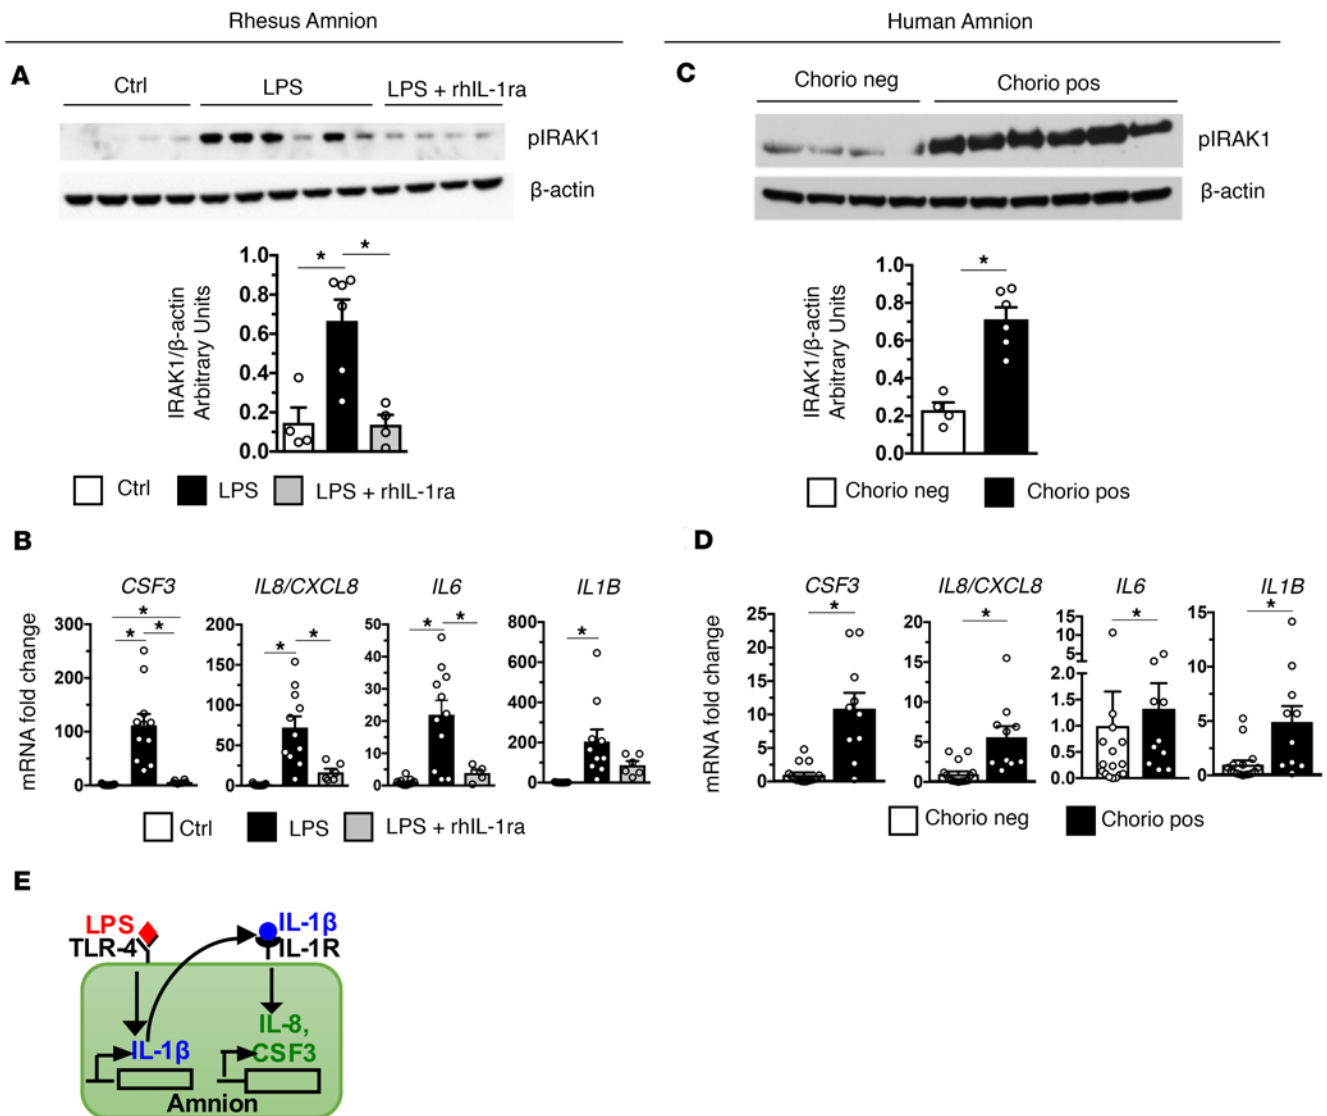 Rhesus Amnion
Human Amnion
A
Ctrl
LPS
LPS + rhIL-1ra
pIRAK1
β-actin
IRAK1/β-actin
Arbitrary Units
1.0
0.8
0.6
0.4
0.2
0.0
*
*
Ctrl
LPS
LPS + rhIL-1ra
C
Chorio neg
Chorio pos
pIRAK1
β-actin
IRAK1/β-actin
Arbitrary Units
1.0
0.8
0.6
0.4
0.2
0.0
*
Chorio neg
Chorio pos
B
mRNA fold change
CSF3
300
200
100
0
*
*
*
IL8/CXCL8
200
150
100
50
0
*
*
IL6
50
40
30
20
10
0
*
*
IL1B
800
600
400
200
0
*
Ctrl
LPS
LPS + rhIL-1ra
D
mRNA fold change
CSF3
25
20
15
10
5
0
*
IL8/CXCL8
20
15
10
5
0
*
IL6
15
10
5
2.0
1.5
1.0
0.5
0.0
*
IL1B
15
10
5
0
*
Chorio neg
Chorio pos
E
LPS
TLR-4
IL-1β
IL-1R
IL-1β
IL-8,
CSF3
Amnion